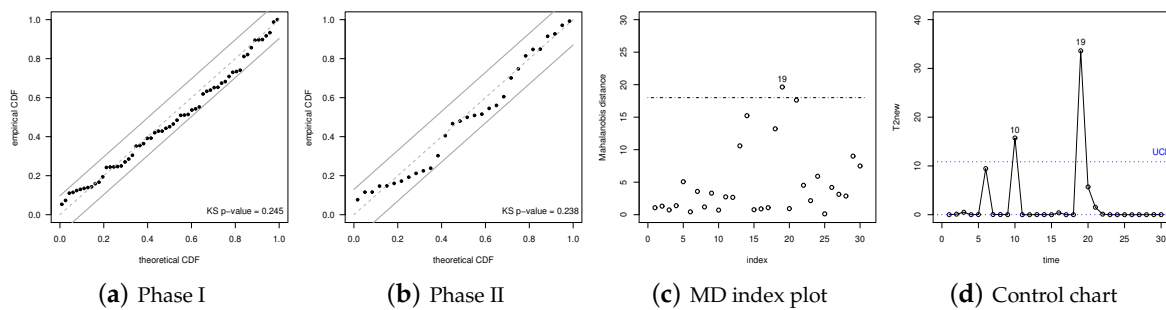 1.0
0.8
0.6
0.4
0.2
0.0
empirical CDF
KS p-value = 0.245
0.0 0.2 0.4 0.6 0.8 1.0
theoretical CDF
(a) Phase I
1.0
0.8
0.6
0.4
0.2
0.0
empirical CDF
KS p-value = 0.238
0.0 0.2 0.4 0.6 0.8 1.0
theoretical CDF
(b) Phase II
30
25
20
15
10
5
0
Mahalanobis distance
19
0 5 10 15 20 25 30
index
(c) MD index plot
40
30
20
10
0
T2new
19
10
0 5 10 15 20 25 30
time
(d) Control chart